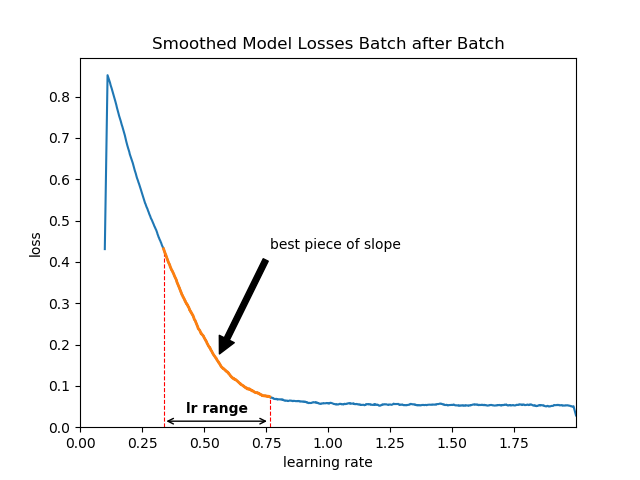 Smoothed Model Losses Batch after Batch
0.8
0.7
0.6
0.5
0.4
0.3
0.2
0.1
0.0
loss
best piece of slope
lr range
0.00 0.25 0.50 0.75 1.00 1.25 1.50 1.75
learning rate